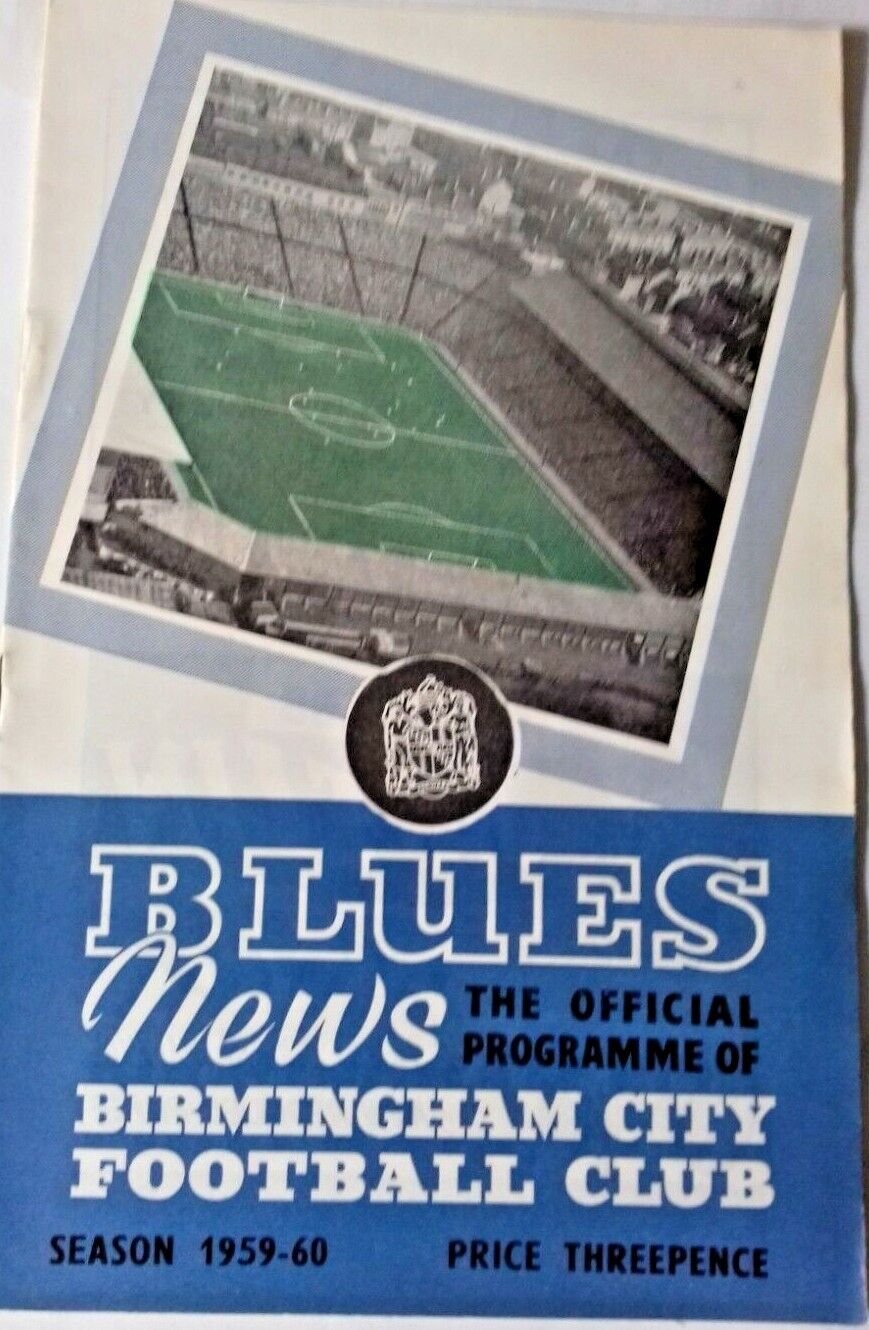 BLUES
News
THE OFFICIAL
PROGRAMME OF
BIRMINGHAM CITY
FOOTBALL CLUB
SEASON 1959-60
PRICE THREEPENCE